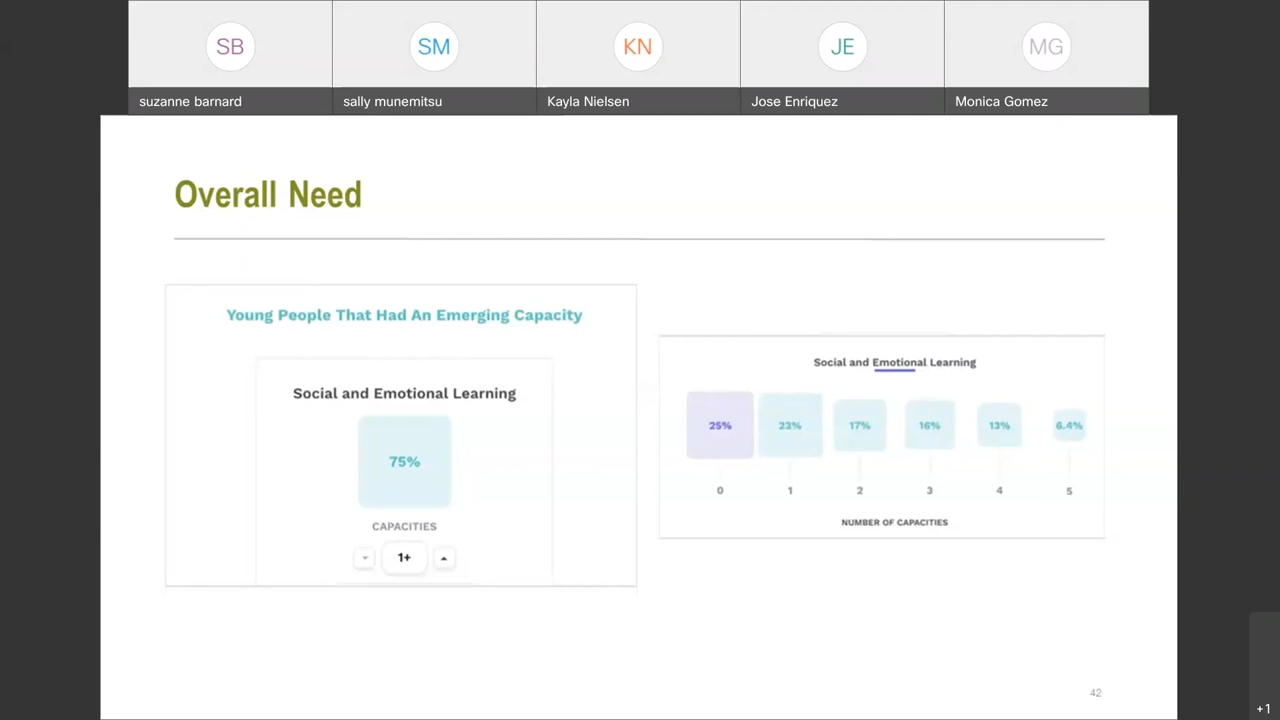 SB
SM
KN
JE
MG
suzanne barnard
sally munemitsu
Kayla Nielsen
Jose Enriquez
Monica Gomez
Overall Need
Young People That Had An Emerging Capacity
Social and Emotional Learning
75%
CAPACITIES
1+
Social and Emotional Learning
25%
23%
17%
16%
13%
6.4%
0
1
2
3
4
5
NUMBER OF CAPACITIES
42
+1